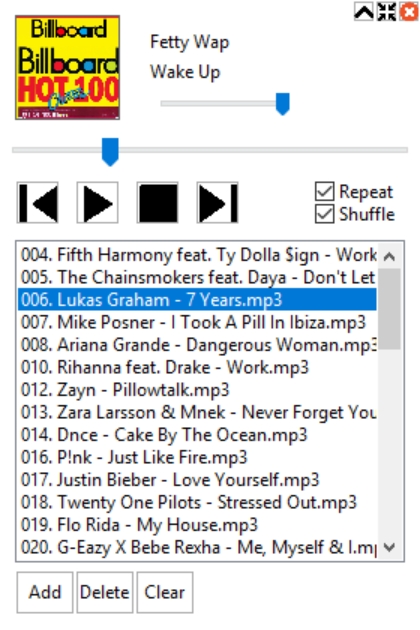 Billboard
Billboard
HOT 100
Fetty Wap
Wake Up
Repeat
Shuffle
004. Fifth Harmony feat. Ty Dolla $ign - Work
005. The Chainsmokers feat. Daya - Don't Let
006. Lukas Graham - 7 Years.mp3
007. Mike Posner - I Took A Pill In Ibiza.mp3
008. Ariana Grande - Dangerous Woman.mp3
010. Rihanna feat. Drake - Work.mp3
012. Zayn - Pillowtalk.mp3
013. Zara Larsson & Mnek - Never Forget You
014. Dnce - Cake By The Ocean.mp3
016. P!nk - Just Like Fire.mp3
017. Justin Bieber - Love Yourself.mp3
018. Twenty One Pilots - Stressed Out.mp3
019. Flo Rida - My House.mp3
020. G-Eazy X Bebe Rexha - Me, Myself & I.mp
Add Delete Clear